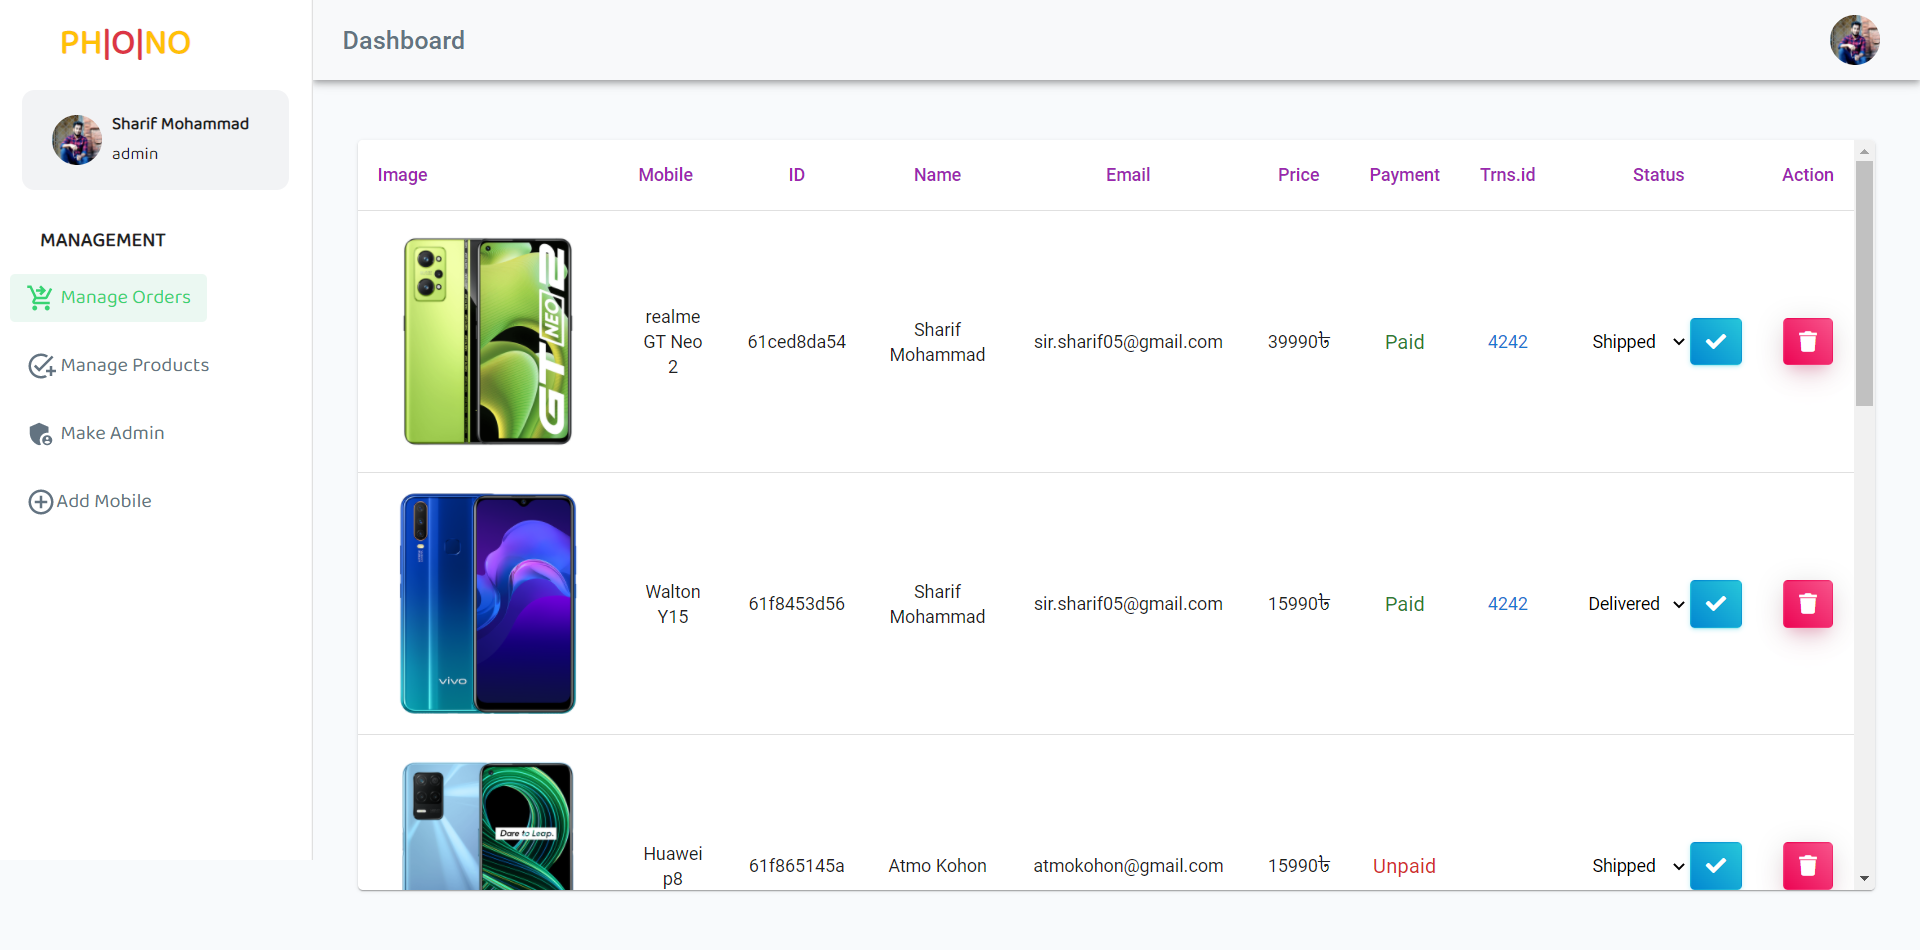 PH|O|NO
Dashboard
Sharif Mohammad
admin
MANAGEMENT
Manage Orders
Manage Products
Make Admin
Add Mobile
Image Mobile ID Name Email Price Payment Trns.id Status Action
GT NEO 2
realme
GT Neo
2
61ced8da54
Sharif
Mohammad
sir.sharif05@gmail.com
39990৳
Paid
4242
Shipped
vivo
Walton
Y15
61f8453d56
Sharif
Mohammad
sir.sharif05@gmail.com
15990৳
Paid
4242
Delivered
Dare to Leap.
Huawei
p8
61f865145a
Atmo Kohon
atmokohon@gmail.com
15990৳
Unpaid
Shipped